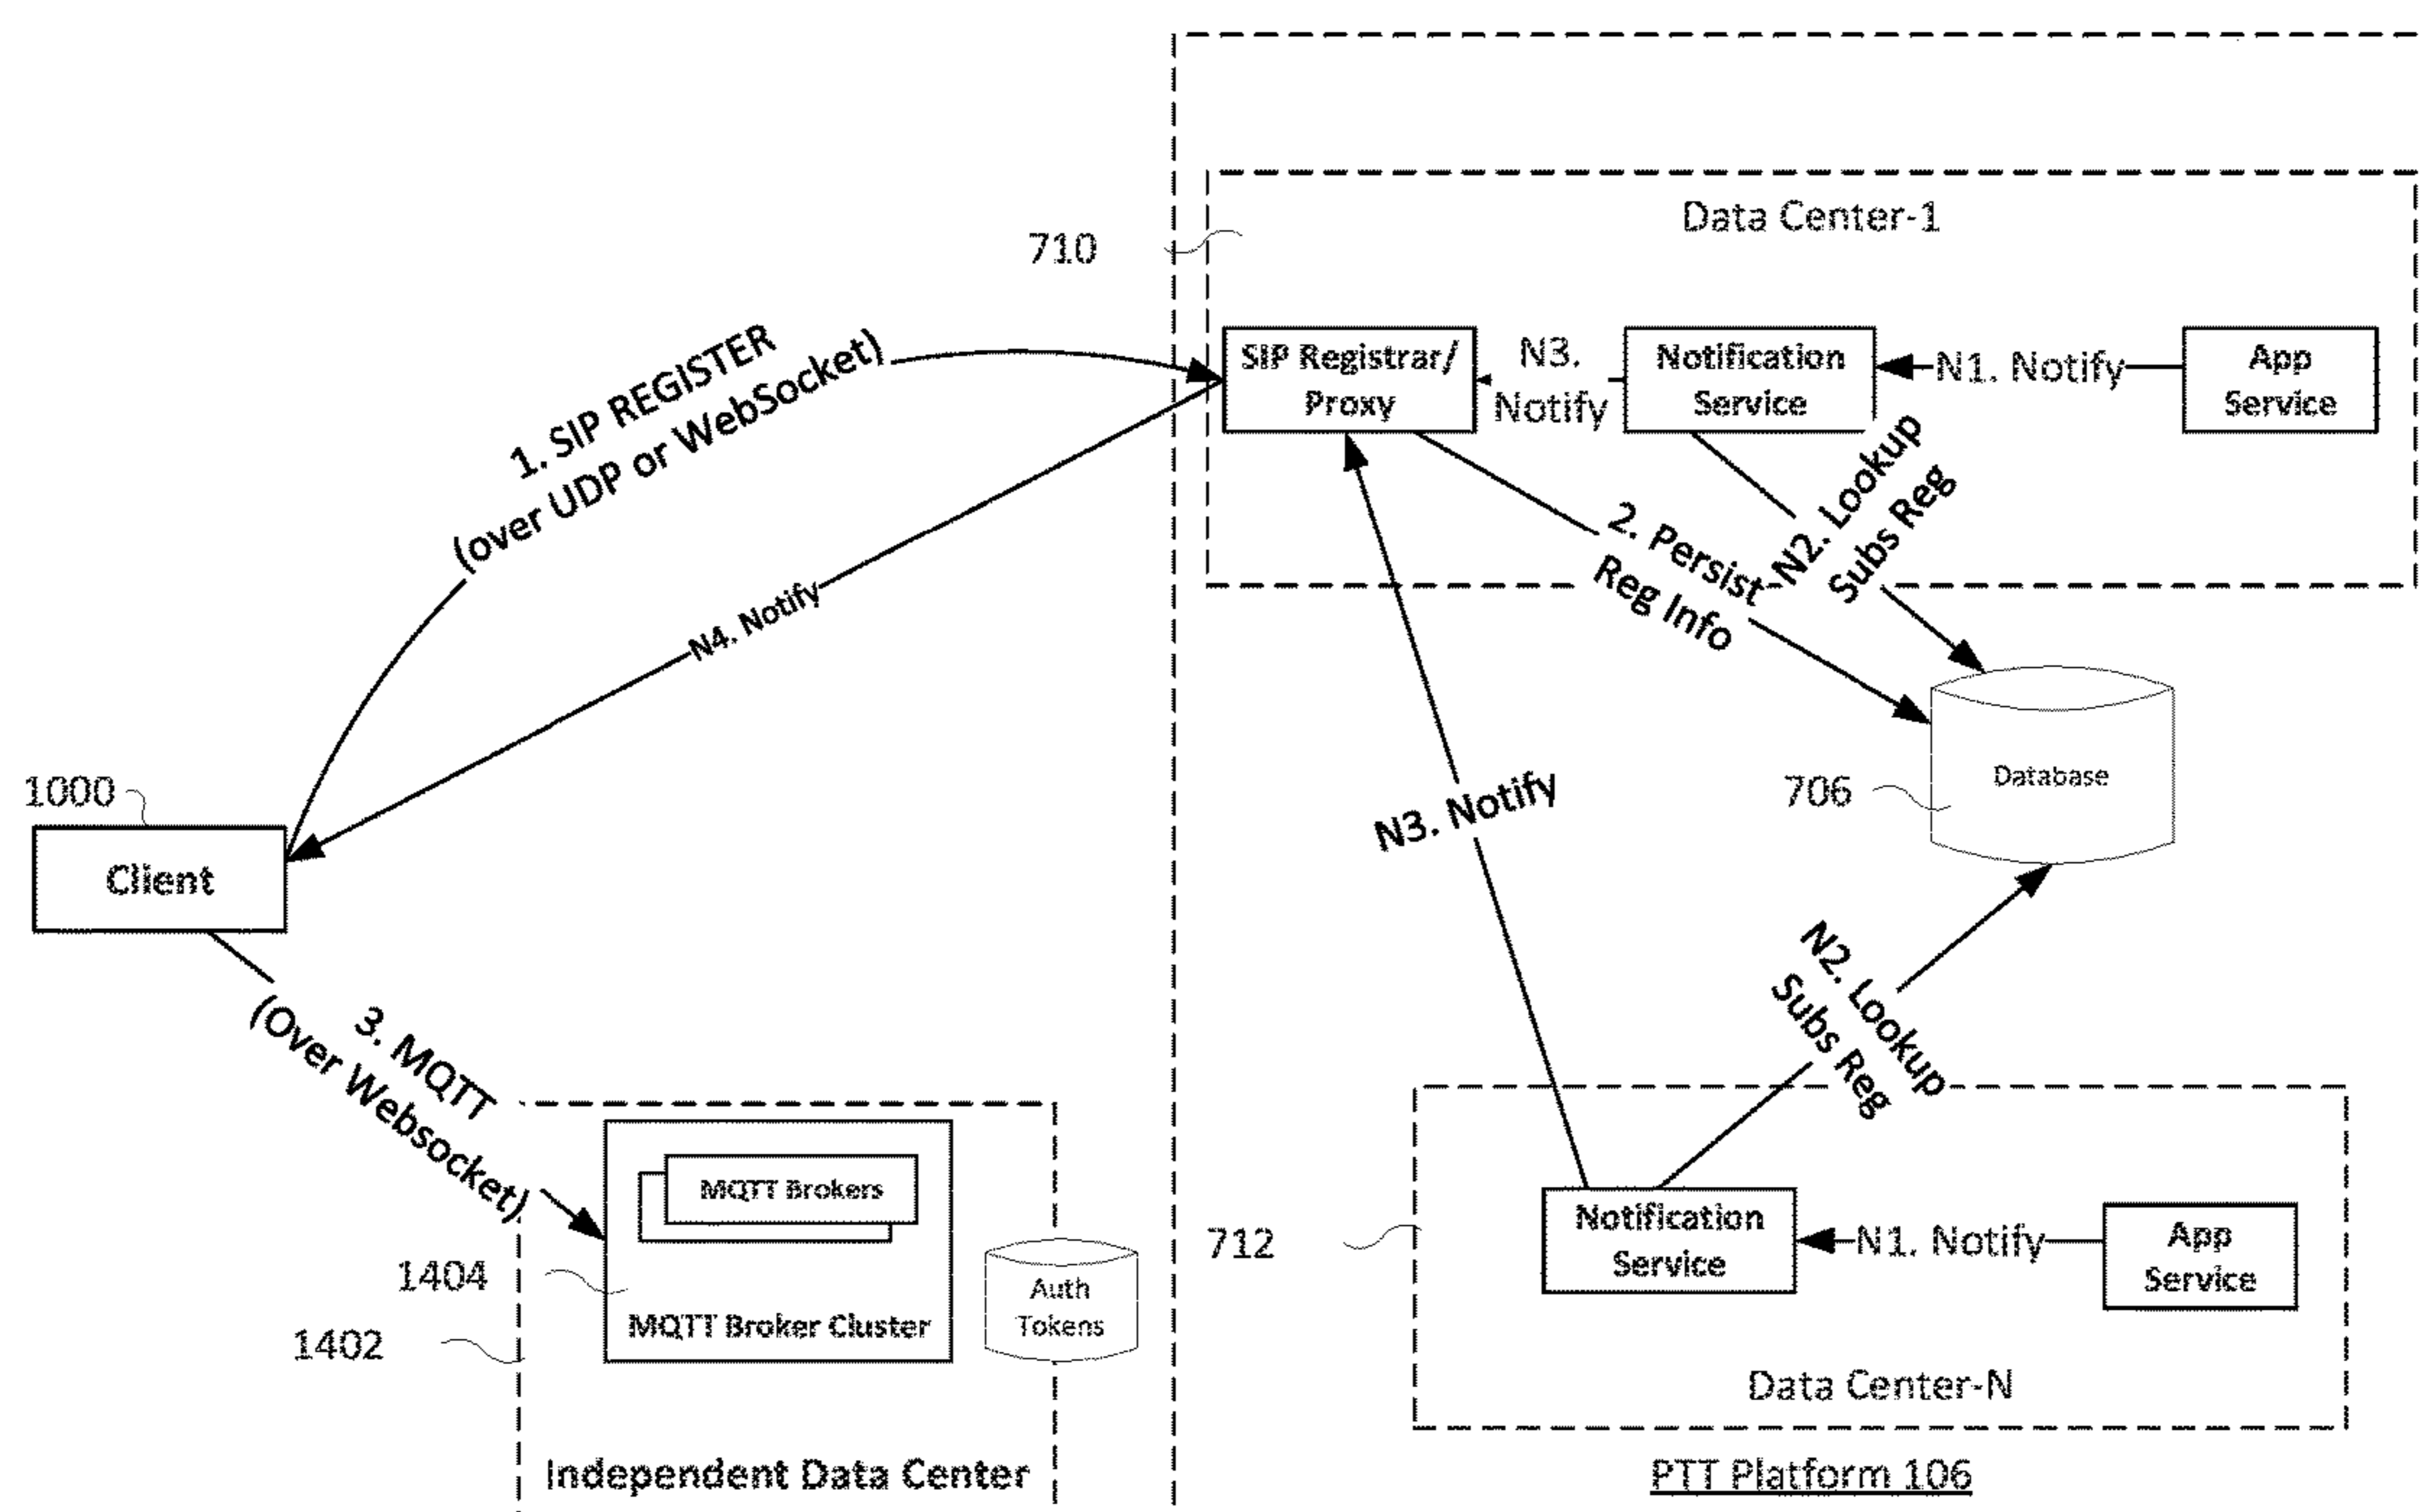 Data Center-1
710
SIP Registrar/
Proxy
N3.
Notify
Notification
Service
N1. Notify
App
Service
1. SIP REGISTER
(over UDP or WebSocket)
N2. Lookup
Subs Reg
2. Persist
Reg Info
N4. Notify
Database
706
1000
Client
N3. Notify
N2. Lookup
Subs Reg
3. MQTT
(Over Websocket)
MQTT Brokers
1404
MQTT Broker Cluster
Auth
Tokens
1402
Independent Data Center
712
Notification
Service
N1. Notify
App
Service
Data Center-N
PTT Platform 106